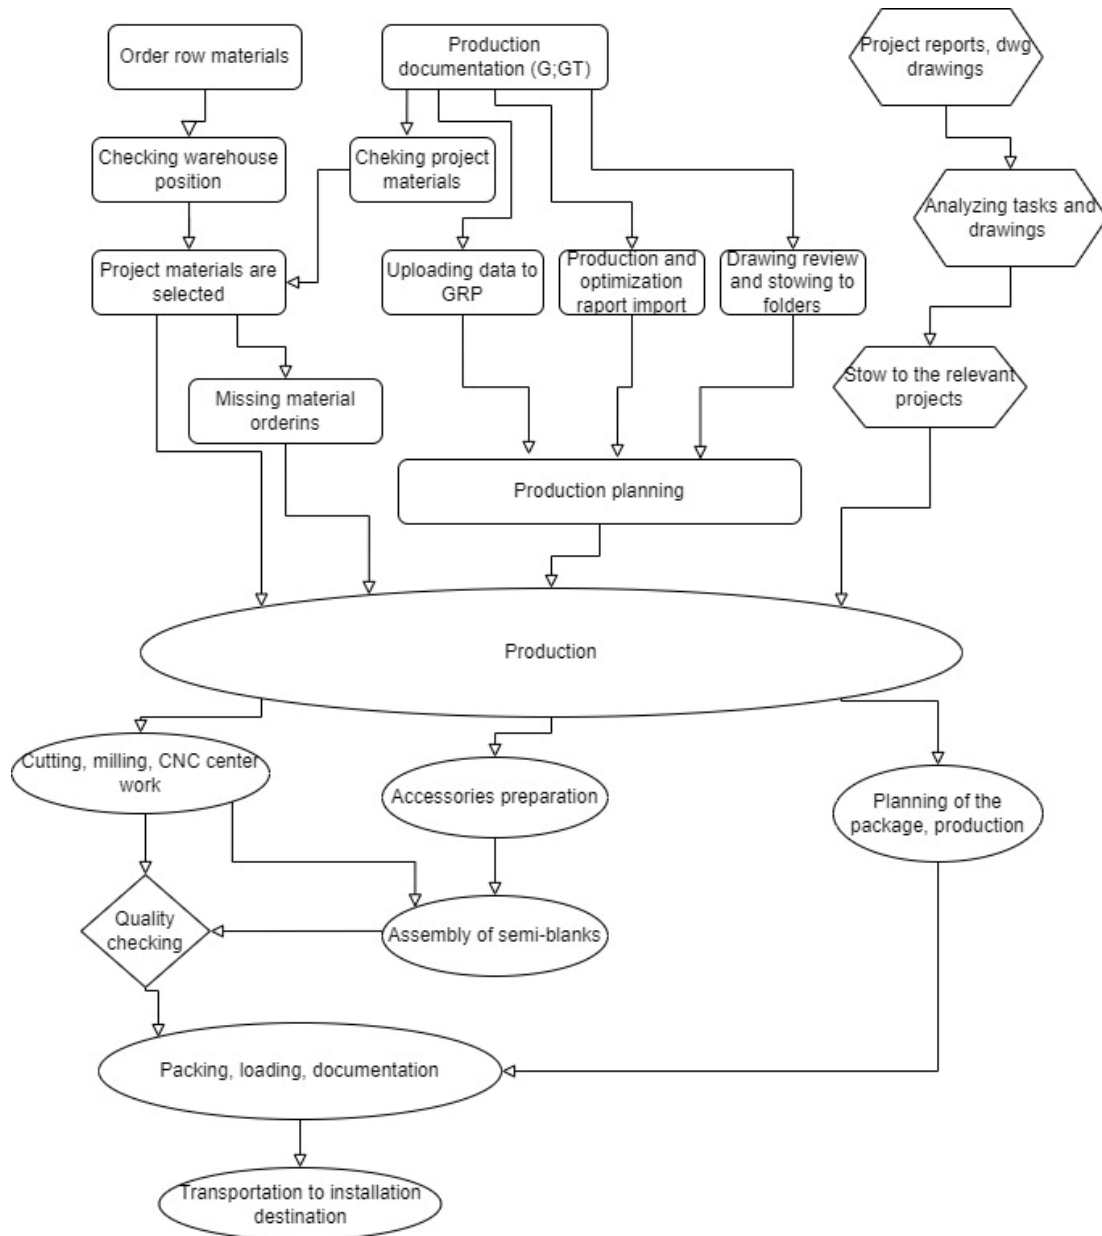 Order row materials
Production
documentation (G;GT)
Project reports, dwg
drawings
Checking warehouse
position
Cheking project
materials
Analyzing tasks and
drawings
Project materials are
selected
Uploading data to
GRP
Production and
optimization
raport import
Drawing review
and stowing to
folders
Stow to the relevant
projects
Missing material
orderins
Production planning
Production
Cutting, milling, CNC center
work
Accessories preparation
Planning of the
package, production
Quality
checking
Assembly of semi-blanks
Packing, loading, documentation
Transportation to installation
destination